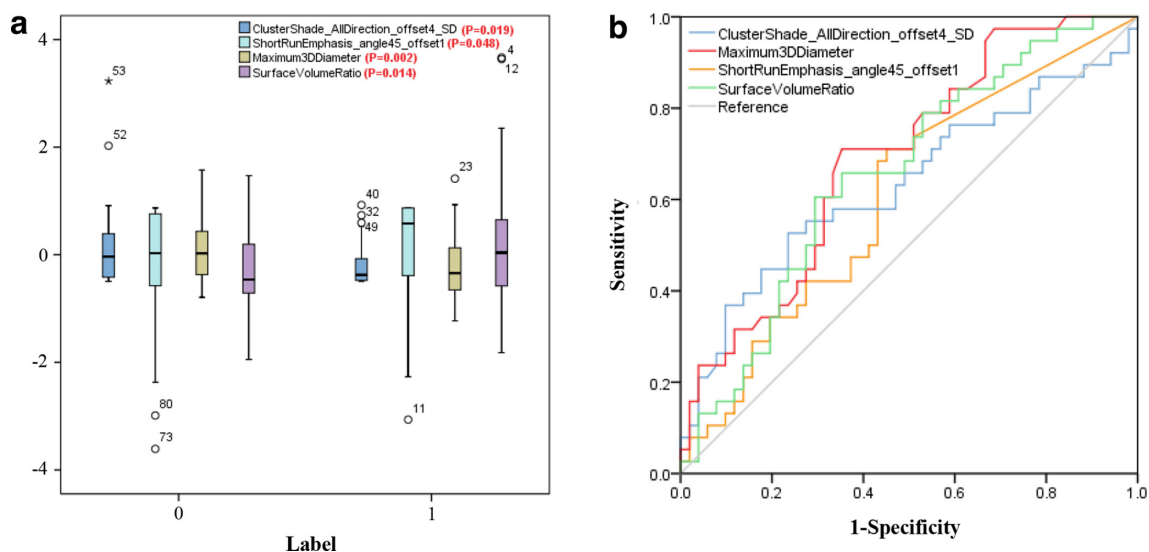 a
ClusterShade_AllDirection_offset4_SD (P=0.019)
ShortRunEmphasis_angle45_offset1 (P=0.048)
Maximum3DDiameter (P=0.002)
SurfaceVolumeRatio (P=0.014)
4
2
0
-2
-4
53
52
80
73
40
32
49
11
23
4
12
0
1
Label
b
ClusterShade_AllDirection_offset4_SD
Maximum3DDiameter
ShortRunEmphasis_angle45_offset1
SurfaceVolumeRatio
Reference
1.0
0.8
0.6
0.4
0.2
0.0
Sensitivity
0.0
0.2
0.4
0.6
0.8
1.0
1-Specificity